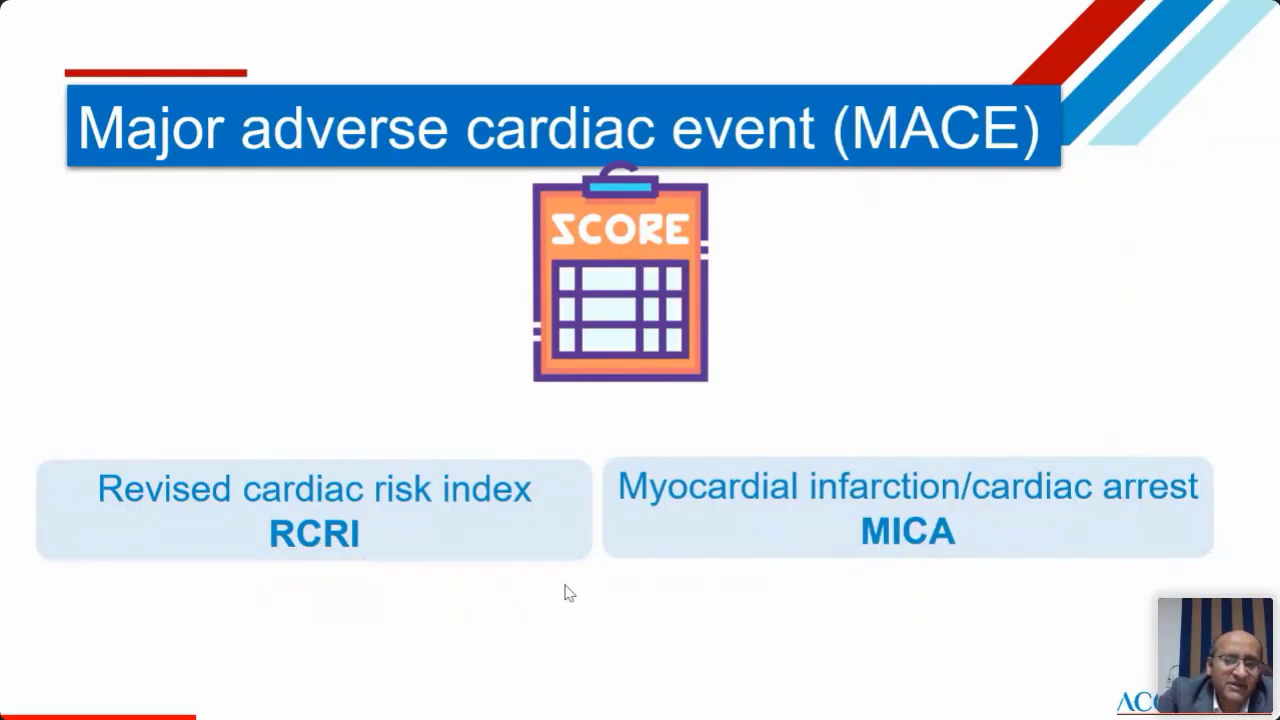 Major adverse cardiac event (MACE)
SCORE
Revised cardiac risk index
RCRI
Myocardial infarction/cardiac arrest
MICA